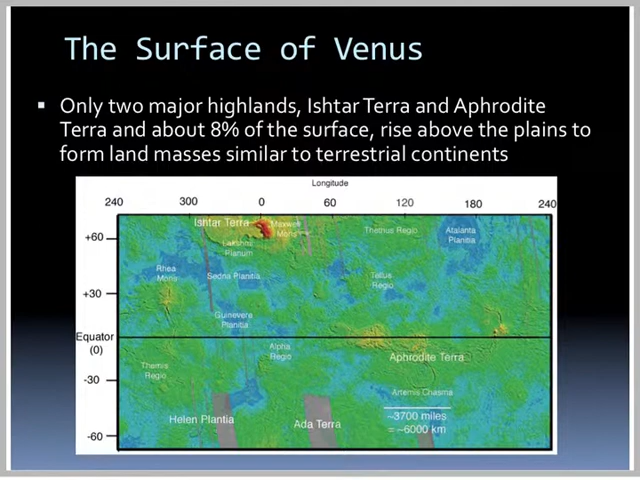 The Surface of Venus
▪ Only two major highlands, Ishtar Terra and Aphrodite
Terra and about 8% of the surface, rise above the plains to
form land masses similar to terrestrial continents
Longitude
240 300 0 60 120 180 240
Ishtar Terra
Maxwell
Mons
Thethus Regio
Atalanta
Planitia
+60
Lakshmi
Planum
Rhea
Mons
Sedna Planitia
Tellus
Regio
+30
Guinevere
Planitia
Equator
(0)
Alpha
Regio
Aphrodite Terra
Themis
Regio
-30
Artemis Chasma
Helen Plantia
Ada Terra
~3700 miles
= ~6000 km
-60